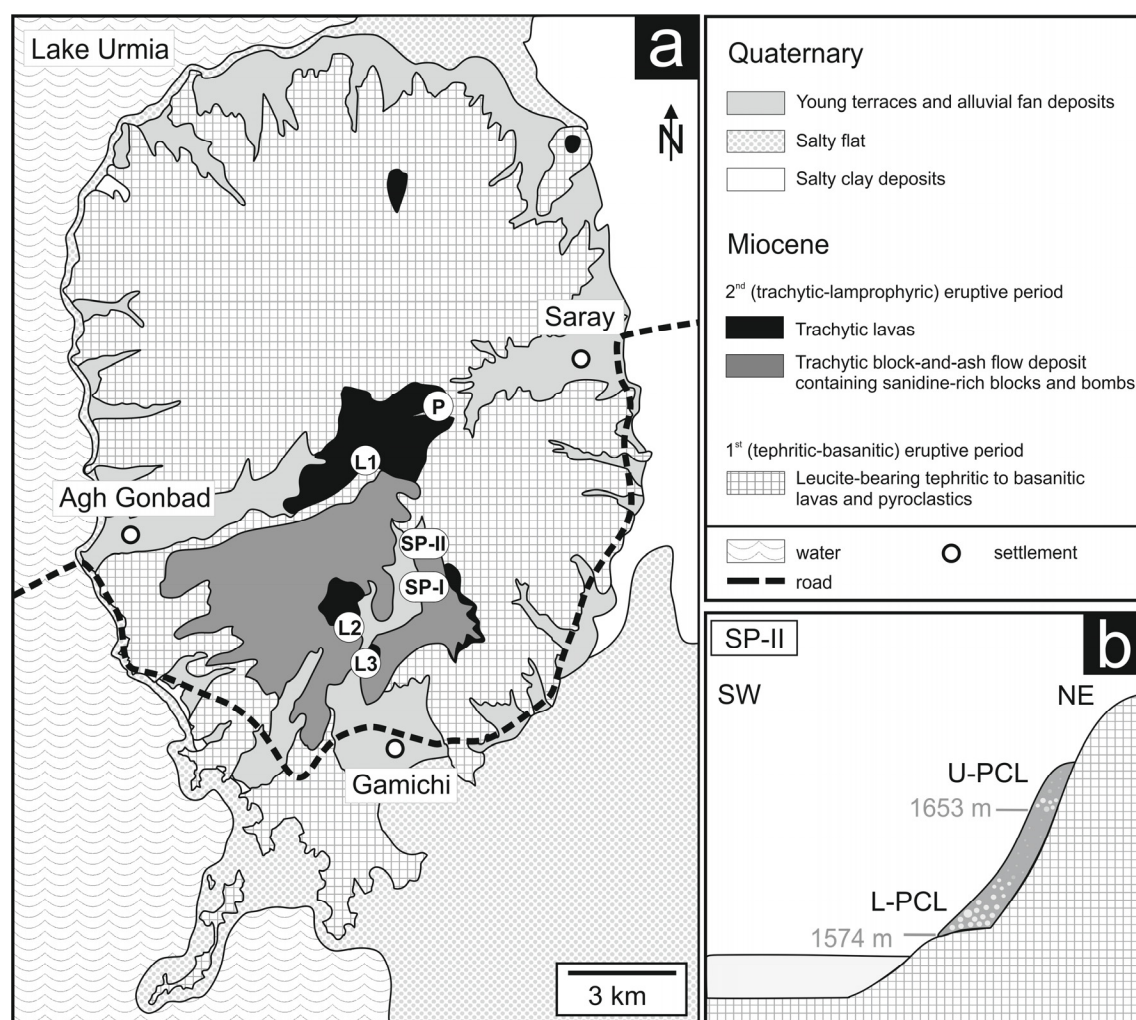 Lake Urmia
a
N
Saray
P
L1
Agh Gonbad
SP-II
SP-I
L2
L3
Gamichi
3 km
Quaternary
Young terraces and alluvial fan deposits
Salty flat
Salty clay deposits
Miocene
2nd (trachytic-lamprophyric) eruptive period
Trachytic lavas
Trachytic block-and-ash flow deposit
containing sanidine-rich blocks and bombs
1st (tephritic-basanitic) eruptive period
Leucite-bearing tephritic to basanitic
lavas and pyroclastics
water
settlement
road
SP-II
b
SW
NE
U-PCL
1653 m
L-PCL
1574 m